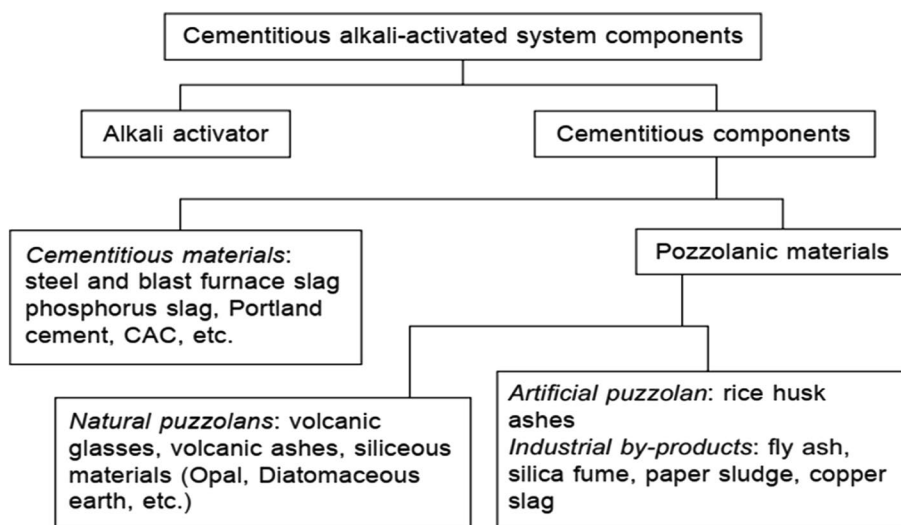 Cementitious alkali-activated system components
Alkali activator
Cementitious components
Cementitious materials:
steel and blast furnace slag
phosphorus slag, Portland
cement, CAC, etc.
Pozzolanic materials
Natural puzzolans: volcanic
glasses, volcanic ashes, siliceous
materials (Opal, Diatomaceous
earth, etc.)
Artificial puzzolan: rice husk
ashes
Industrial by-products: fly ash,
silica fume, paper sludge, copper
slag